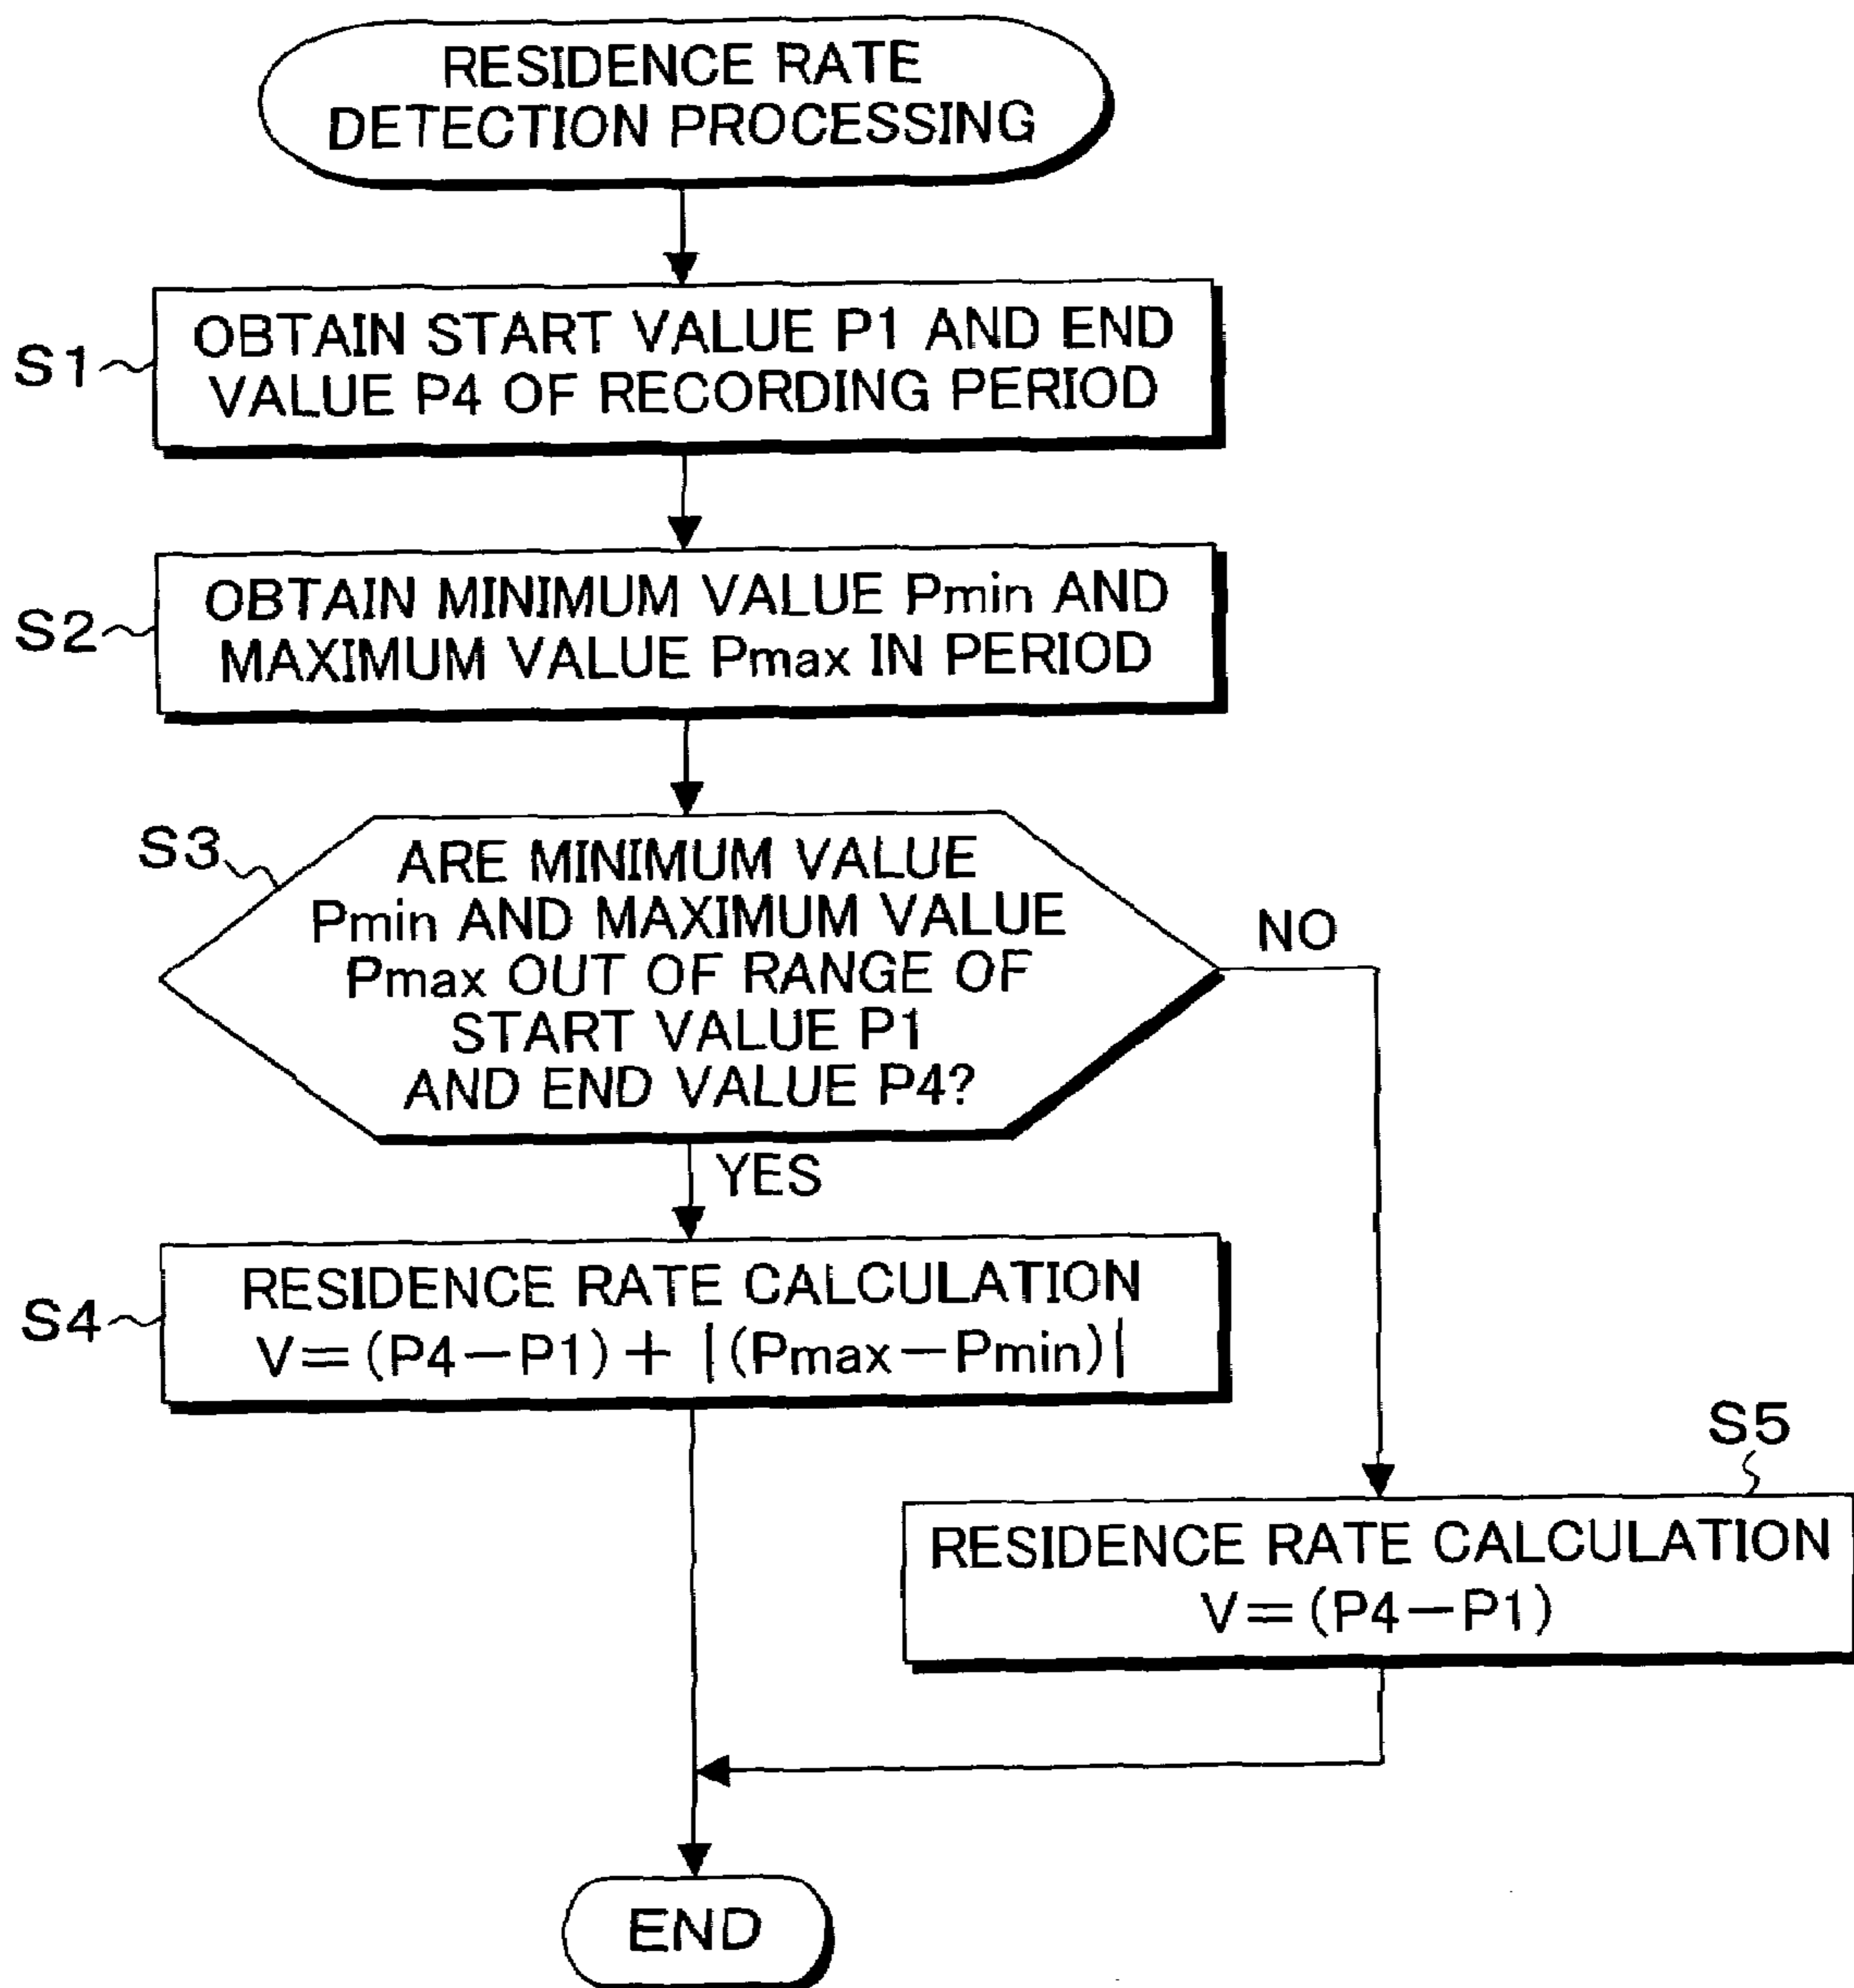 RESIDENCE RATE
DETECTION PROCESSING
S1
OBTAIN START VALUE P1 AND END
VALUE P4 OF RECORDING PERIOD
S2
OBTAIN MINIMUM VALUE Pmin AND
MAXIMUM VALUE Pmax IN PERIOD
S3
ARE MINIMUM VALUE
Pmin AND MAXIMUM VALUE
Pmax OUT OF RANGE OF
START VALUE P1
AND END VALUE P4?
NO
YES
S4
RESIDENCE RATE CALCULATION
V=(P4−P1)+|(Pmax−Pmin)|
S5
RESIDENCE RATE CALCULATION
V=(P4−P1)
END